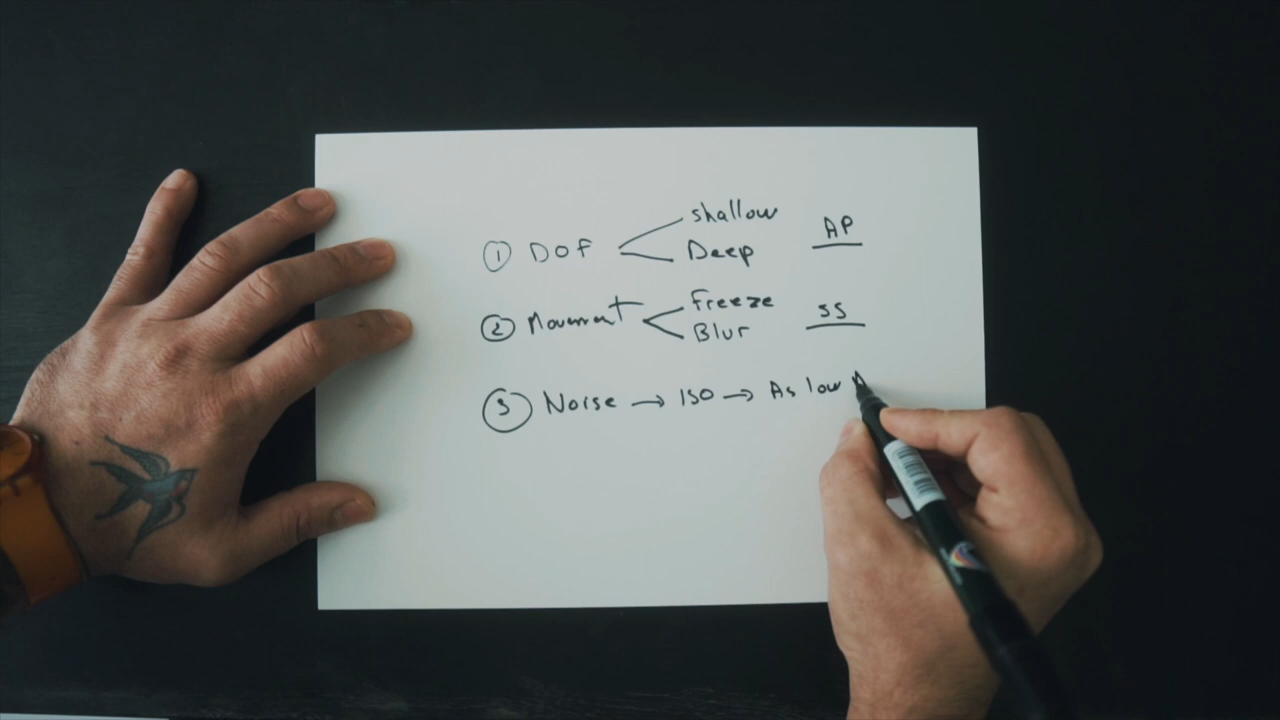 ① DOF shallow AP
Deep
② Movement Freeze SS
Blur
③ Noise → ISO → As low A